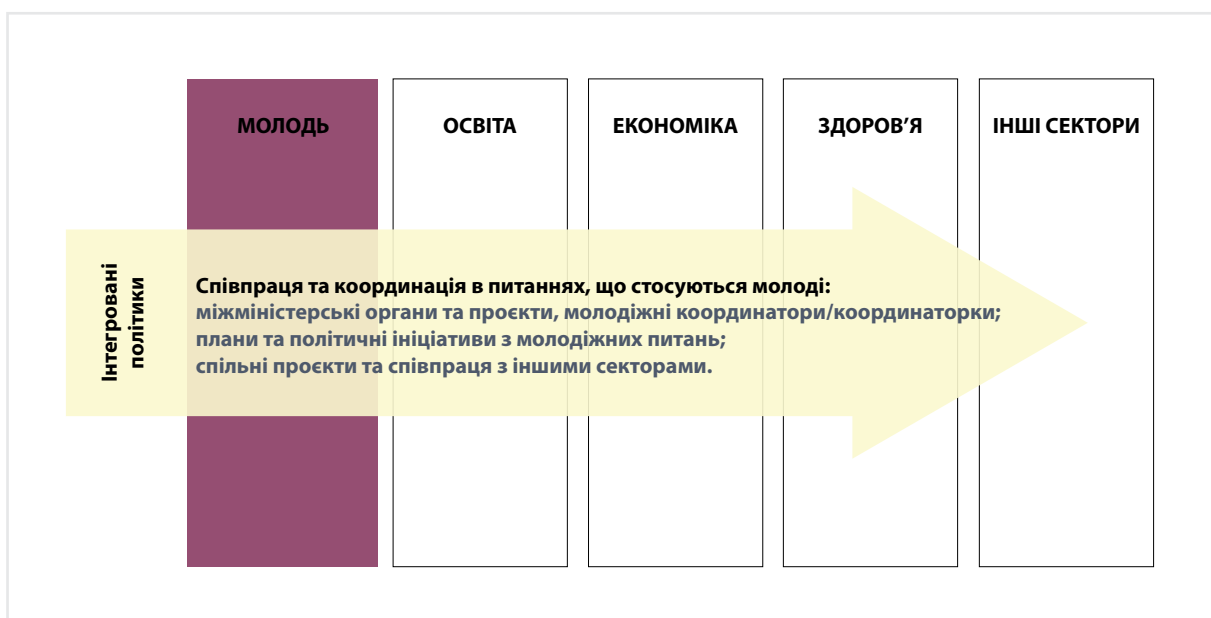 МОЛОДЬ
ОСВІТА
ЕКОНОМІКА
ЗДОРОВ’Я
ІНШІ СЕКТОРИ
Інтегровані
політики
Співпраця та координація в питаннях, що стосуються молоді:
міжміністерські органи та проєкти, молодіжні координатори/координаторки;
плани та політичні ініціативи з молодіжних питань;
спільні проєкти та співпраця з іншими секторами.